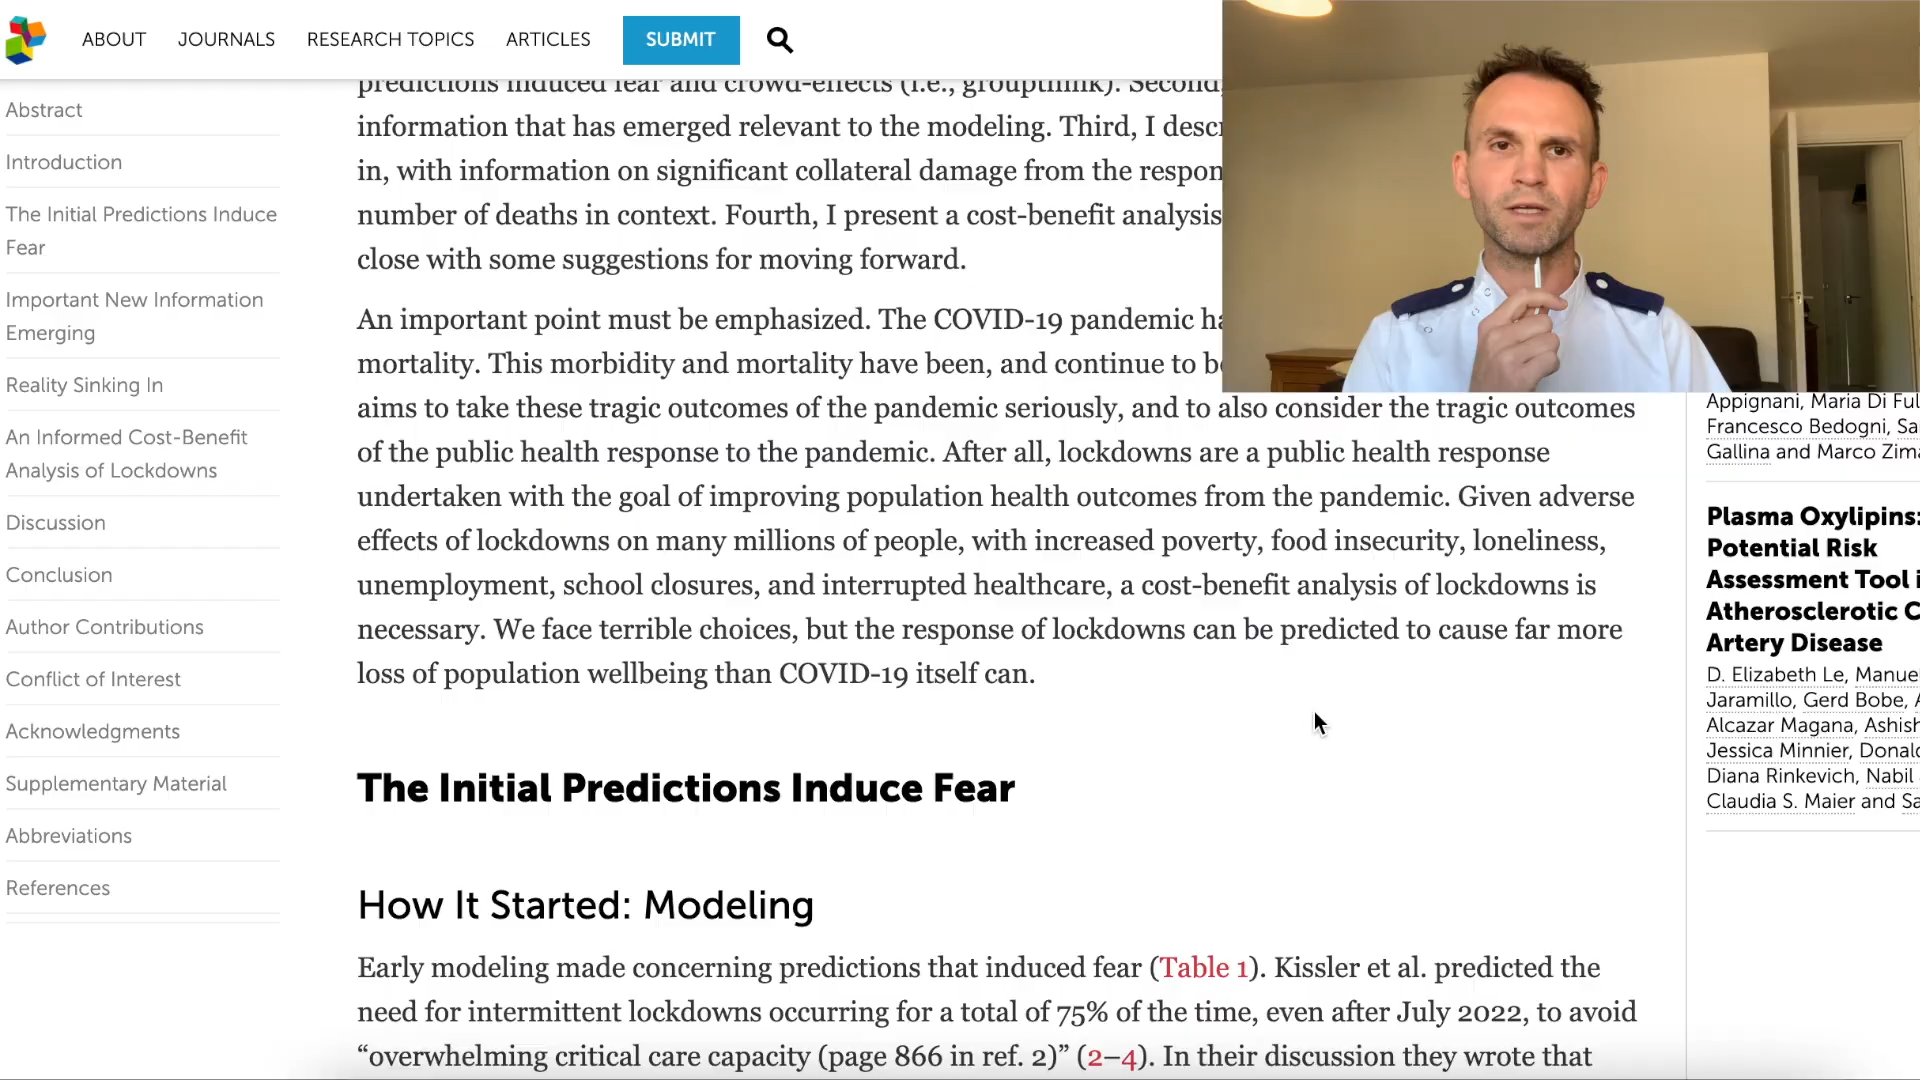 ABOUT JOURNALS RESEARCH TOPICS ARTICLES SUBMIT
Abstract
Introduction
The Initial Predictions Induce
Fear
Important New Information
Emerging
Reality Sinking In
An Informed Cost-Benefit
Analysis of Lockdowns
Discussion
Conclusion
Author Contributions
Conflict of Interest
Acknowledgments
Supplementary Material
Abbreviations
References
predictions induced fear and crowd-effects (i.e., groupthink). Second,
information that has emerged relevant to the modeling. Third, I
in, with information on significant collateral damage from the
number of deaths in context. Fourth, I present a cost-benefit analysis
close with some suggestions for moving forward.
An important point must be emphasized. The COVID-19 pandemic
mortality. This morbidity and mortality have been, and continue to
aims to take these tragic outcomes of the pandemic seriously, and to also consider the tragic outcomes
of the public health response to the pandemic. After all, lockdowns are a public health response
undertaken with the goal of improving population health outcomes from the pandemic. Given adverse
effects of lockdowns on many millions of people, with increased poverty, food insecurity, loneliness,
unemployment, school closures, and interrupted healthcare, a cost-benefit analysis of lockdowns is
necessary. We face terrible choices, but the response of lockdowns can be predicted to cause far more
loss of population wellbeing than COVID-19 itself can.
The Initial Predictions Induce Fear
How It Started: Modeling
Early modeling made concerning predictions that induced fear (Table 1). Kissler et al. predicted the
need for intermittent lockdowns occurring for a total of 75% of the time, even after July 2022, to avoid
“overwhelming critical care capacity (page 866 in ref. 2)” (2–4). In their discussion they wrote that
Appignani, Maria Di
Francesco Bedogni,
Gallina and Marco
Plasma Oxylipins:
Potential Risk
Assessment Tool
Atherosclerotic
Artery Disease
D. Elizabeth Le,
Jaramillo, Gerd Bobe,
Alcazar Magana,
Jessica Minnier,
Diana Rinkevich, Nabil
Claudia S. Maier and